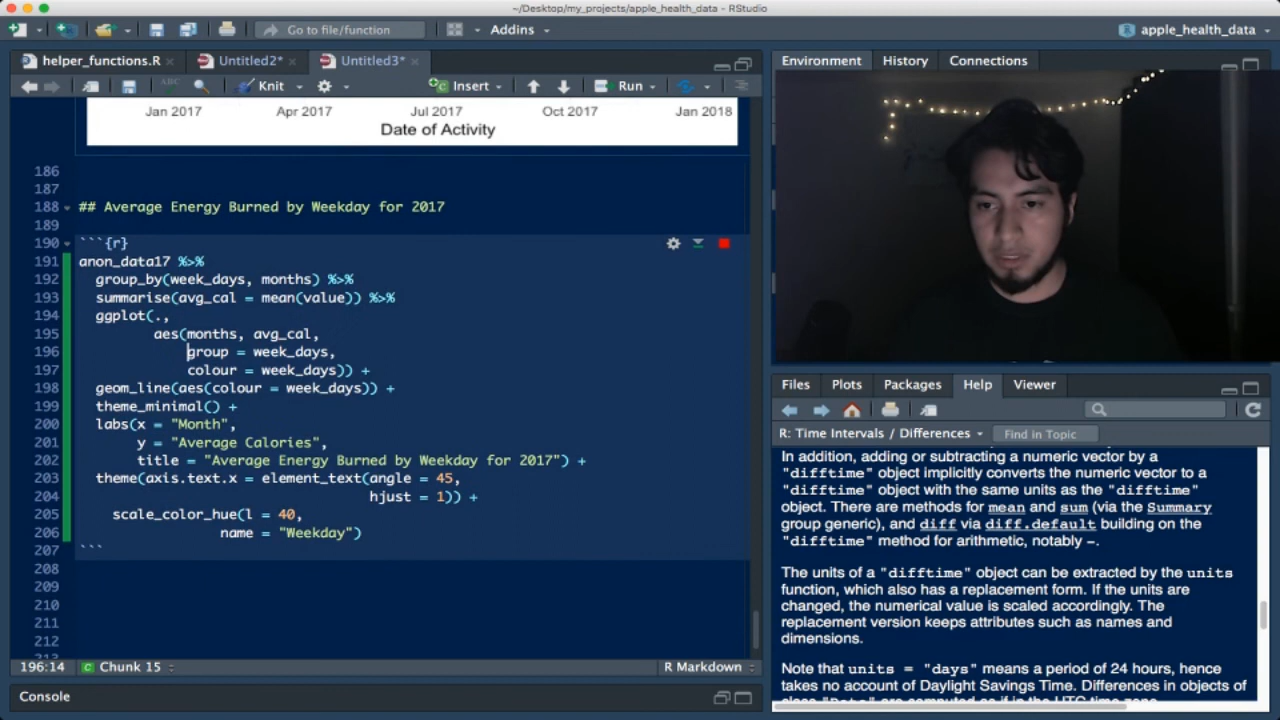 ~/Desktop/my_projects/apple_health_data - RStudio
Go to file/function
Addins
apple_health_data
helper_functions.R
Untitled2*
Untitled3*
ABC
Knit
Insert
Run
Jan 2017 Apr 2017 Jul 2017 Oct 2017 Jan 2018
Date of Activity
186
187
188 ## Average Energy Burned by Weekday for 2017
189
190 ```{r}
191 anon_data17 %>%
192 group_by(week_days, months) %>%
193 summarise(avg_cal = mean(value)) %>%
194 ggplot(.,
195 aes(months, avg_cal,
196 group = week_days,
197 colour = week_days)) +
198 geom_line(aes(colour = week_days)) +
199 theme_minimal() +
200 labs(x = "Month",
201 y = "Average Calories",
202 title = "Average Energy Burned by Weekday for 2017") +
203 theme(axis.text.x = element_text(angle = 45,
204 hjust = 1)) +
205 scale_color_hue(l = 40,
206 name = "Weekday")
207 ```
208
209
210
211
212
196:14 Chunk 15 R Markdown
Console
Environment History Connections
Files Plots Packages Help Viewer
R: Time Intervals / Differences Find in Topic
In addition, adding or subtracting a numeric vector by a
"difftime" object implicitly converts the numeric vector to a
"difftime" object with the same units as the "difftime"
object. There are methods for mean and sum (via the Summary
group generic), and diff via diff.default building on the
"difftime" method for arithmetic, notably -.
The units of a "difftime" object can be extracted by the units
function, which also has a replacement form. If the units are
changed, the numerical value is scaled accordingly. The
replacement version keeps attributes such as names and
dimensions.
Note that units = "days" means a period of 24 hours, hence
takes no account of Daylight Savings Time. Differences in objects of
class "Date" are computed as if in the UTC time zone.